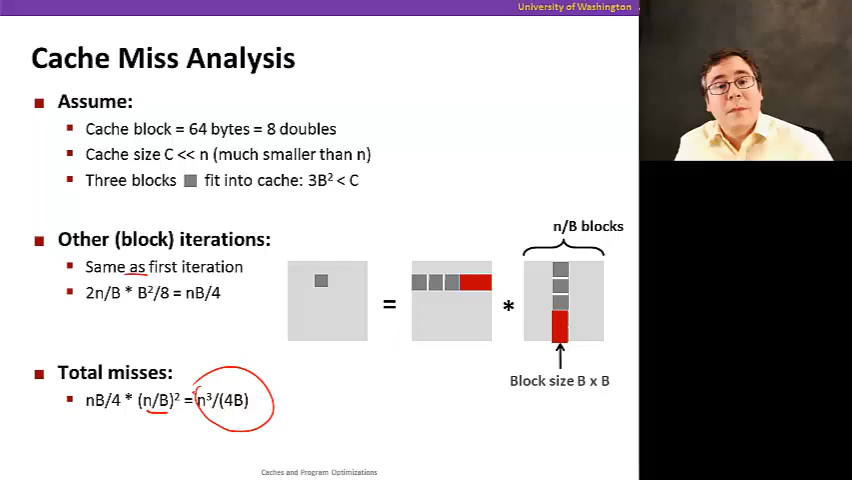 University of Washington
Cache Miss Analysis
Assume:
Cache block = 64 bytes = 8 doubles
Cache size C << n (much smaller than n)
Three blocks fit into cache: 3B² < C
Other (block) iterations:
Same as first iteration
2n/B * B²/8 = nB/4
n/B blocks
=
*
Block size B x B
Total misses:
nB/4 * (n/B)² = n³/(4B)
Caches and Program Optimizations